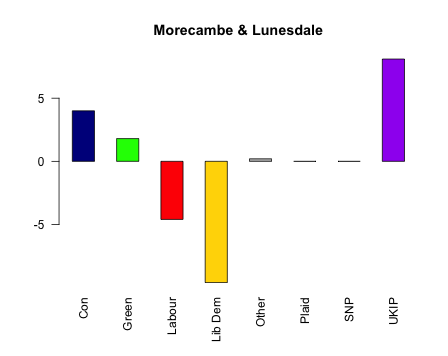 Morecambe & Lunesdale
5
0
-5
Con
Green
Labour
Lib Dem
Other
Plaid
SNP
UKIP